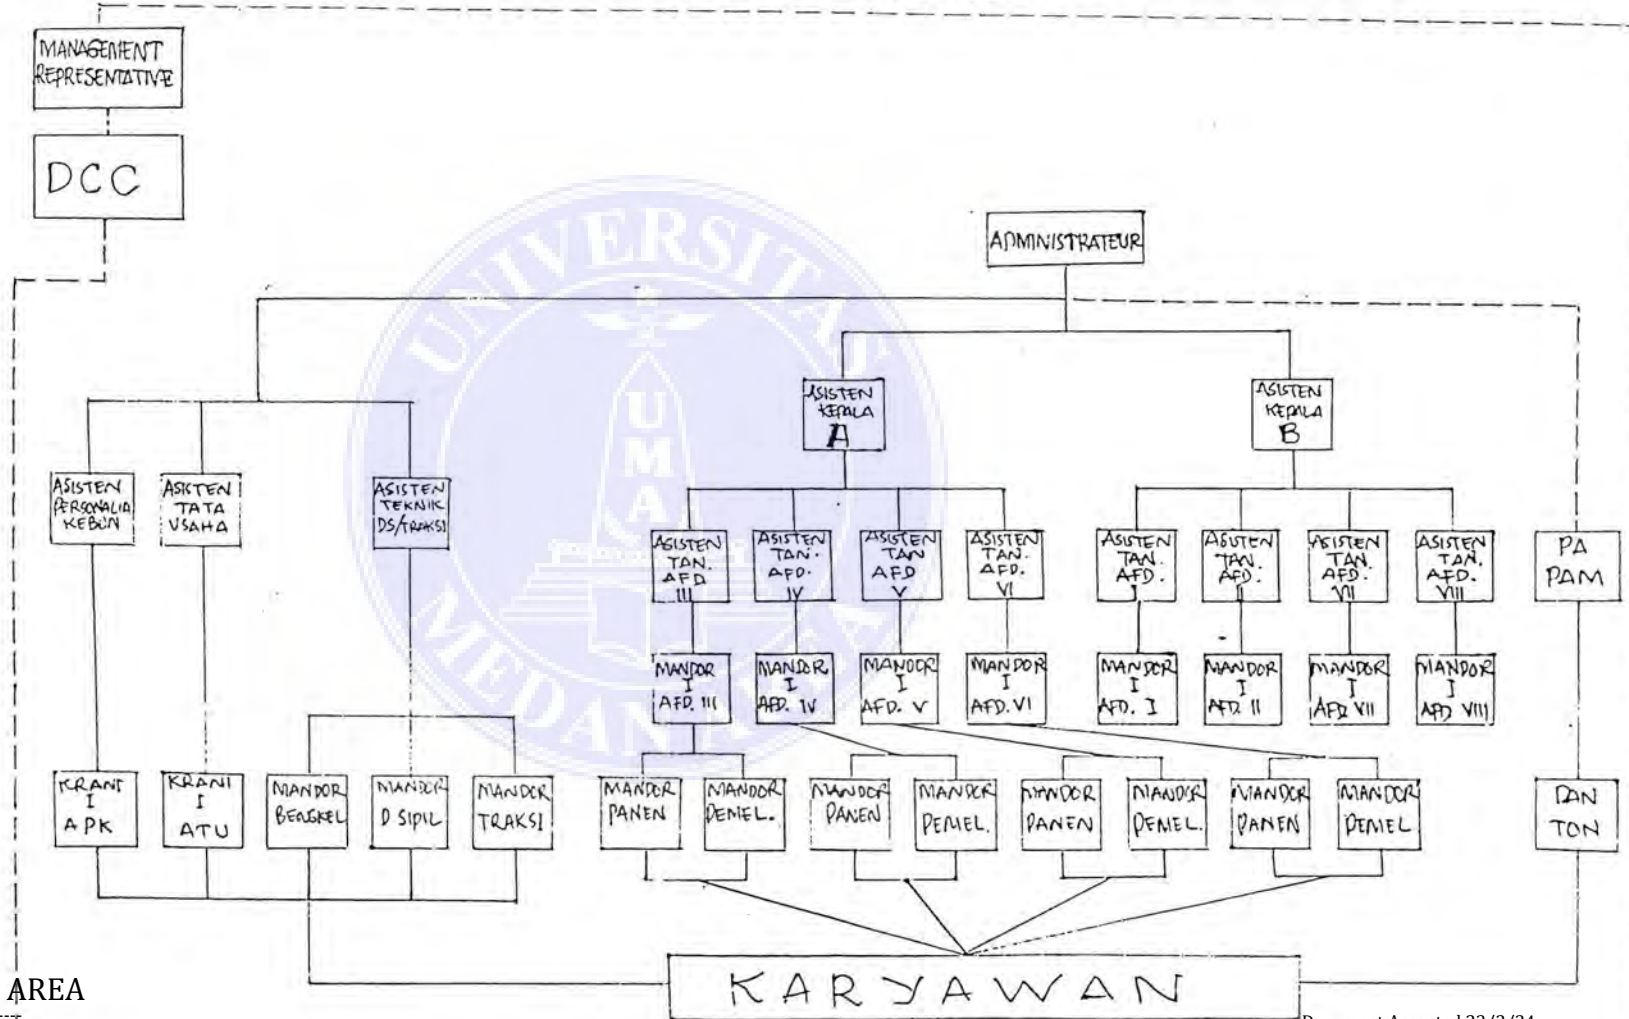 MANAGEMENT
REPRESENTATIVE
DCC
UNIVERSITAS
MEDAN AREA
UMA
ADMINISTRATEUR
ASISTEN
KEPALA
A
ASISTEN
KEPALA
B
ASISTEN
PERSONALIA
KEBUN
ASISTEN
TATA
USAHA
ASISTEN
TEKNIK
DS/TRAKSI
ASISTEN
TAN.
AFD
III
ASISTEN
TAN.
AFD.
IV
ASISTEN
TAN
AFD
V
ASISTEN
TAN.
AFD.
VI
ASISTEN
TAN.
AFD.
I
ASISTEN
TAN.
AFD.
II
ASISTEN
TAN.
AFD.
VII
ASISTEN
TAN.
AFD.
VIII
PA
PAM
MANDOR
I
AFD. III
MANDOR
I
AFD. IV
MANDOR
I
AFD. V
MANDOR
I
AFD. VI
MANDOR
I
AFD. I
MANDOR
I
AFD. II
MANDOR
I
AFD VII
MANDOR
I
AFD VIII
KRANI
I
APK
KRANI
I
ATU
MANDOR
BENGKEL
MANDOR
D SIPIL
MANDOR
TRAKSI
MANDOR
PANEN
MANDOR
PEMEL.
MANDOR
PANEN
MANDOR
PEMEL.
MANDOR
PANEN
MANDOR
PEMEL.
MANDOR
PANEN
MANDOR
PEMEL
DAN
TON
KARYAWAN
AREA